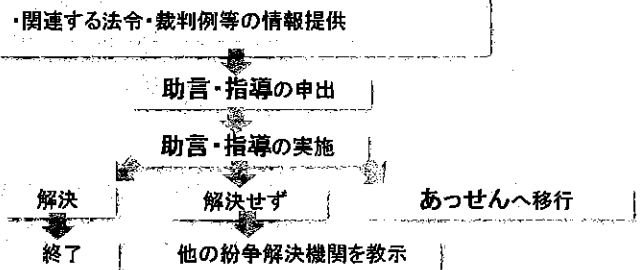 ・関連する法令・裁判例等の情報提供
助言・指導の申出
助言・指導の実施
解決 解決せず あっせんへ移行
終了 他の紛争解決機関を教示